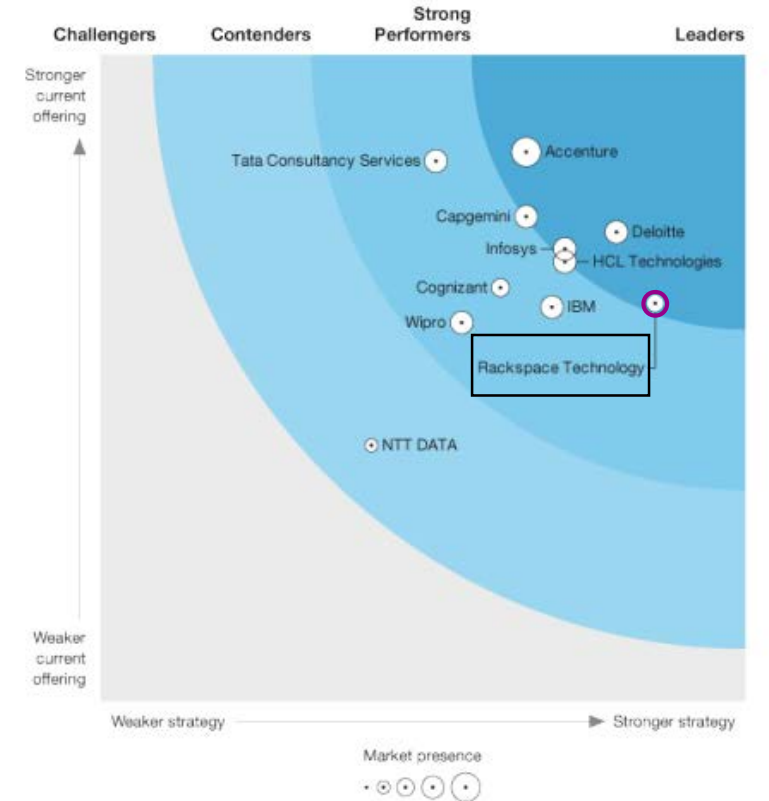 Challengers
Contenders
Strong
Performers
Leaders
Stronger
current
offering
Tata Consultancy Services
Accenture
Capgemini
Deloitte
Infosys
HCL Technologies
Cognizant
IBM
Wipro
Rackspace Technology
NTT DATA
Weaker
current
offering
Weaker strategy
Stronger strategy
Market presence